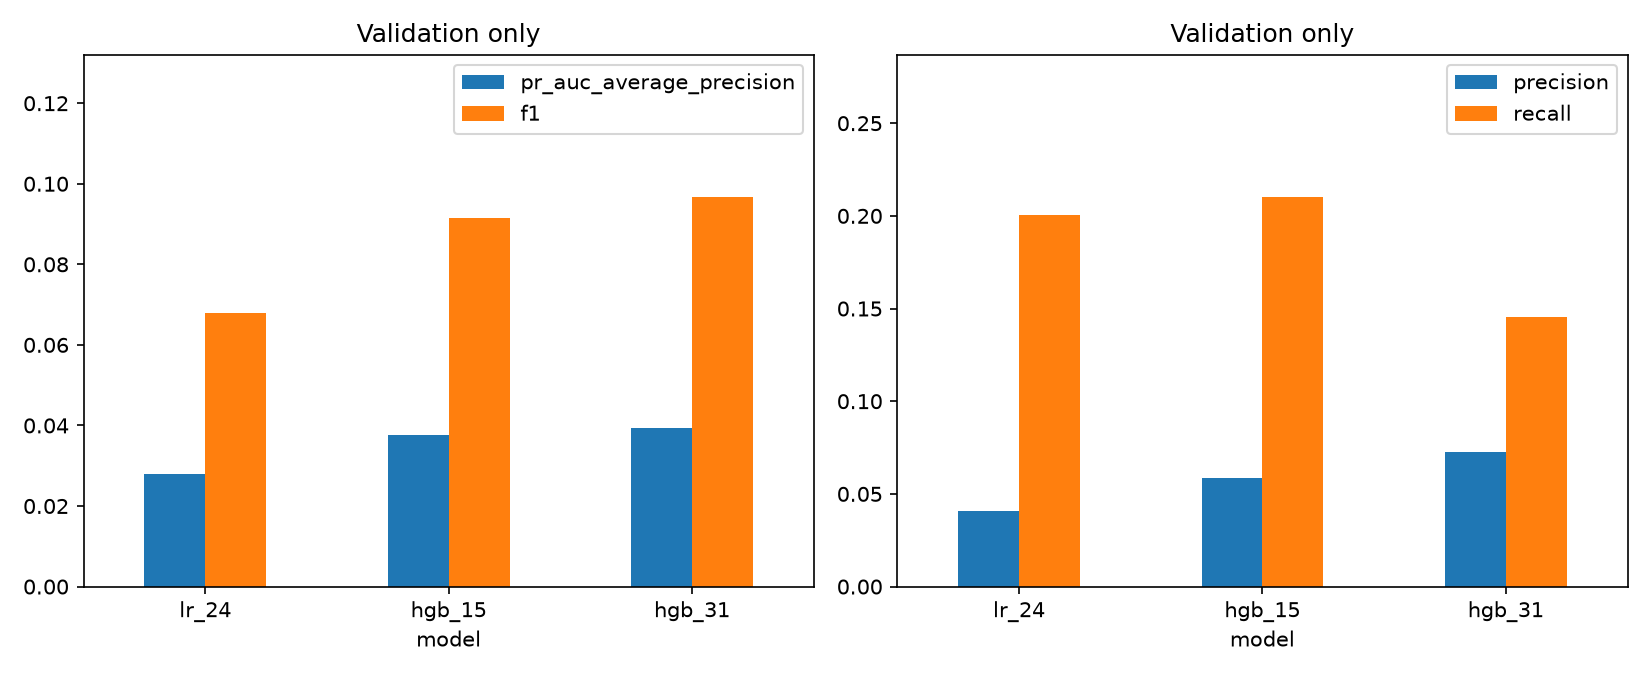 Validation only
pr_auc_average_precision
f1
0.12
0.10
0.08
0.06
0.04
0.02
0.00
lr_24
hgb_15
hgb_31
model
Validation only
precision
recall
0.25
0.20
0.15
0.10
0.05
0.00
lr_24
hgb_15
hgb_31
model